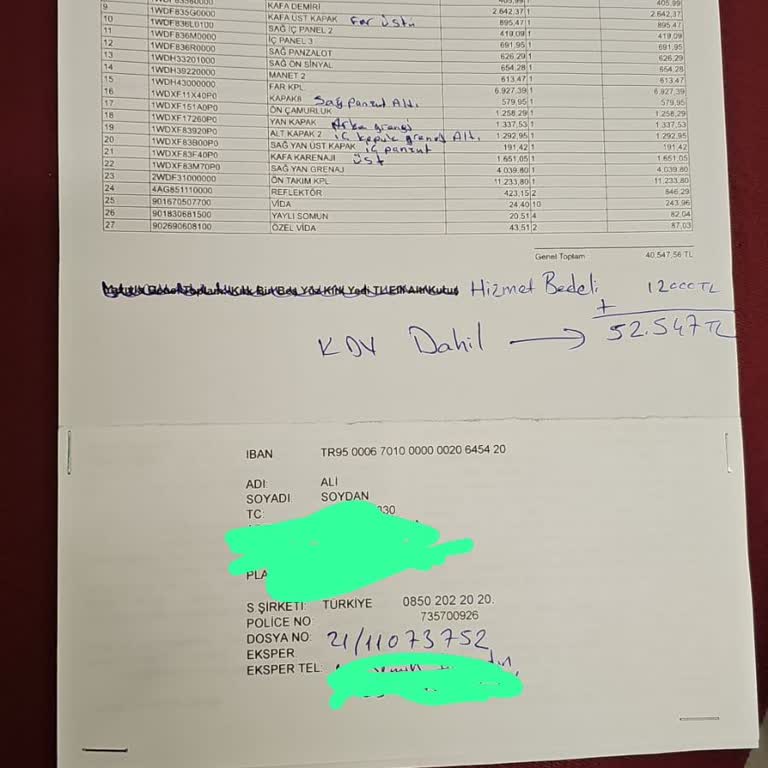 9 1WDF83580000 KAFA DEMİRİ 405,99 1 405,99
10 1WDF835G0000 KAFA ÜST KAPAK Far Üstü 2.642,37 1 2.642,37
11 1WDF836L0100 SAĞ İÇ PANEL 2 895,47 1 895,47
12 1WDF836M0000 İÇ PANEL 3 419,09 1 419,09
13 1WDF836R0000 SAĞ PANZALOT 691,95 1 691,95
14 1WDH33201000 SAĞ ÖN SİNYAL 626,29 1 626,29
15 1WDH39220000 MANET 2 654,28 1 654,28
16 1WDH43000000 FAR KPL. 613,47 1 613,47
17 1WDXF11X40P0 KAPAK8 Sağ Panzut Altı 6.927,39 1 6.927,39
18 1WDXF151A0P0 ÖN ÇAMURLUK 579,95 1 579,95
19 1WDXF17260P0 YAN KAPAK Arka grenaj 1.258,29 1 1.258,29
20 1WDXF83920P0 ALT KAPAK 2 iç kapak grenaj Altı. 1.337,53 1 1.337,53
21 1WDXF83B00P0 SAĞ YAN ÜST KAPAK iç panzut 1.292,95 1 1.292,95
22 1WDXF83F40P0 KAFA KARENAJI Üst 191,42 1 191,42
23 1WDXF83M70P0 SAĞ YAN GRENAJ 1.651,05 1 1.651,05
24 2WDF31000000 ÖN TAKIM KPL 4.039,80 1 4.039,80
25 4AG851110000 REFLEKTÖR 11.233,80 1 11.233,80
26 901670507700 VİDA 423,15 2 846,29
27 901830681500 YAYLI SOMUN 24,40 10 243,96
902690608100 ÖZEL VİDA 20,51 4 82,04
43,51 2 87,03
Genel Toplam 40.547,56 TL
Hizmet Bedeli 12000 TL
+
KDV Dahil → 52.547 TL
IBAN TR95 0006 7010 0000 0020 6454 20
ADI: ALİ
SOYADI: SOYDAN
TC: 330
PLA
S.ŞİRKETİ: TÜRKİYE 0850 202 20 20.
POLİCE NO 735700926
DOSYA NO: 21/11073752
EKSPER
EKSPER TEL: